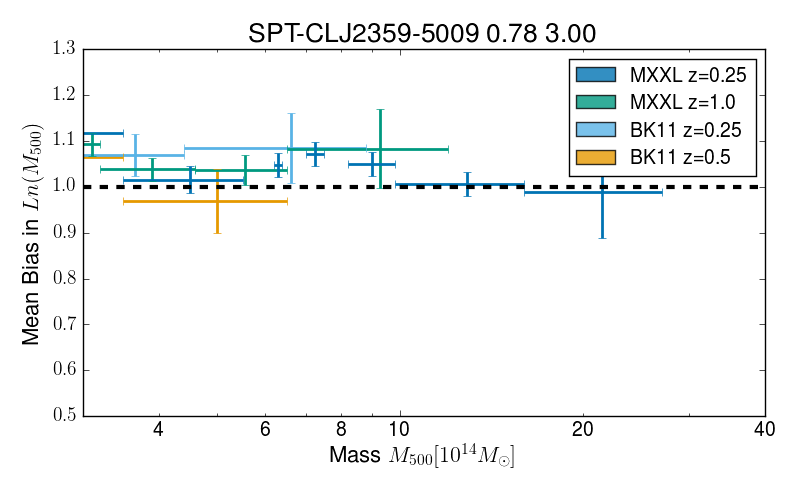 SPT-CLJ2359-5009 0.78 3.00
Mean Bias in Ln(M500)
1.3
1.2
1.1
1.0
0.9
0.8
0.7
0.6
0.5
MXXL z=0.25
MXXL z=1.0
BK11 z=0.25
BK11 z=0.5
4 6 8 10 20 40
Mass M500[10^14 M⊙]